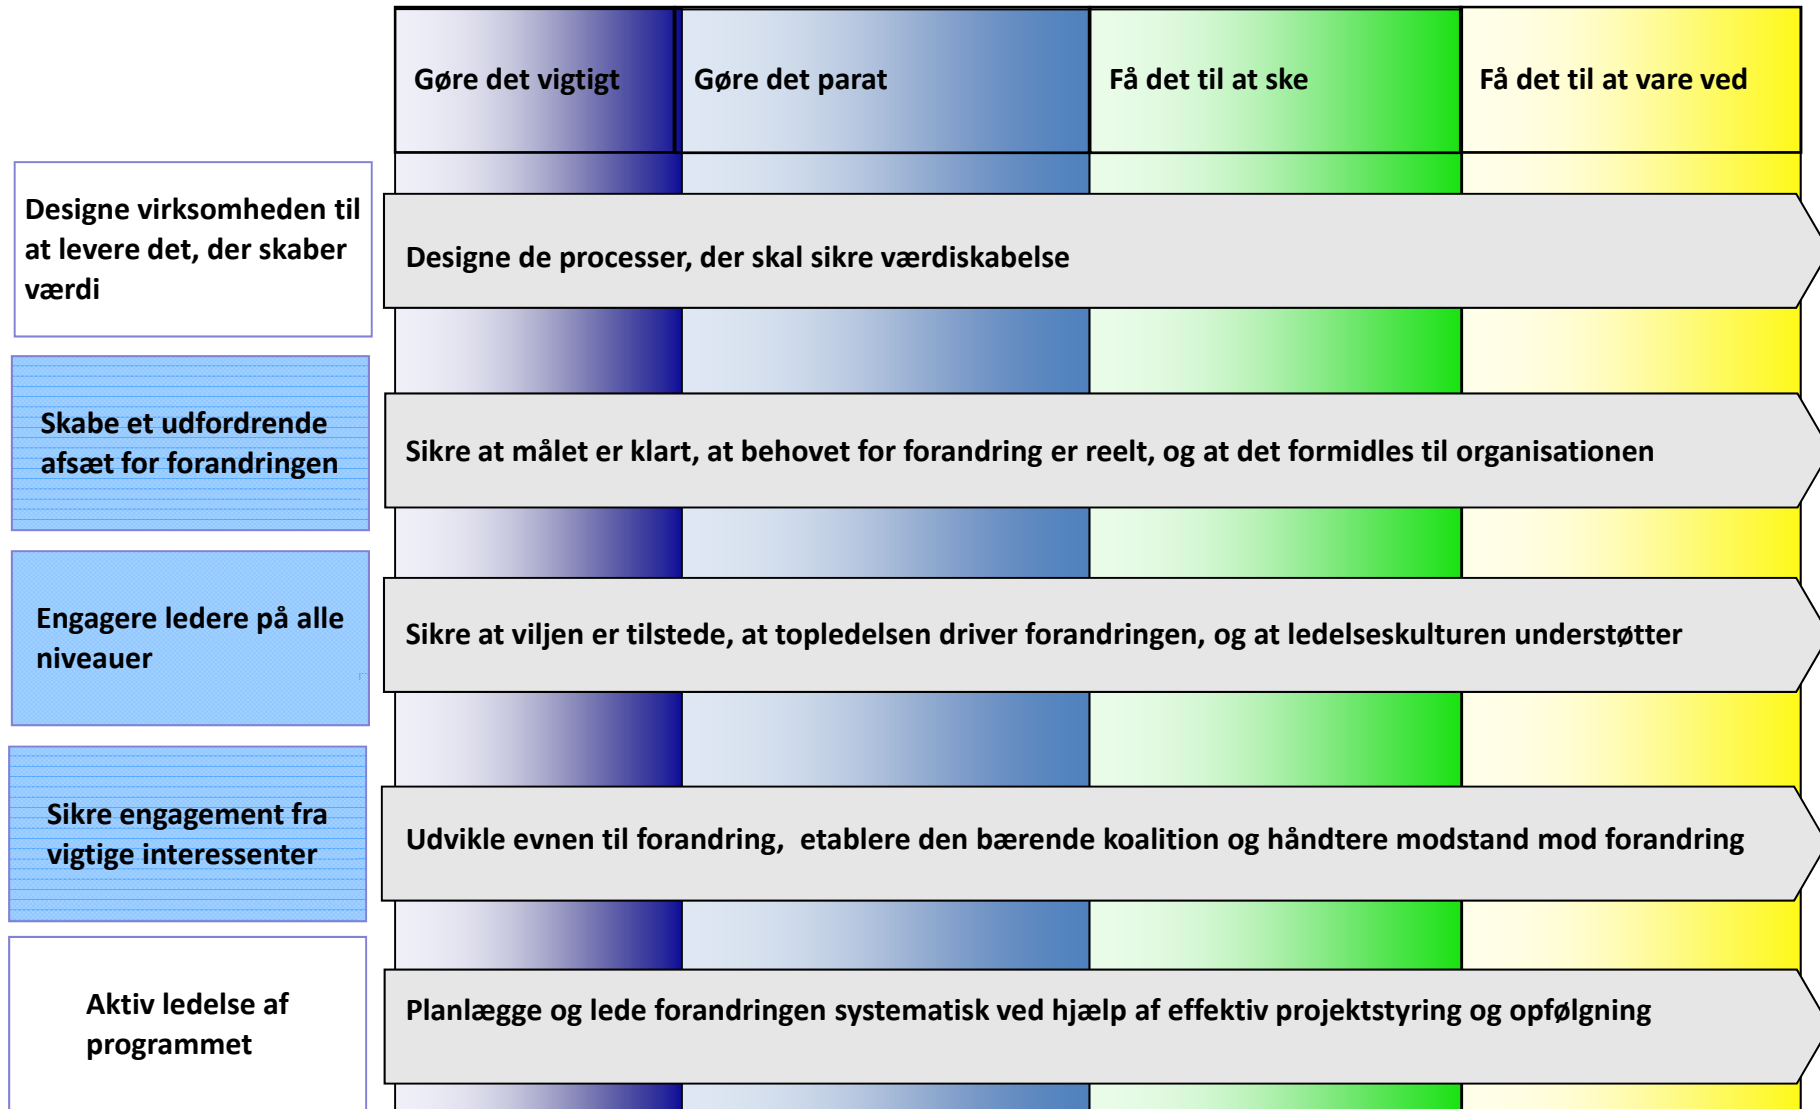 Gøre det vigtigt
Gøre det parat
Få det til at ske
Få det til at vare ved
Designe virksomheden til
at levere det, der skaber
værdi
Designe de processer, der skal sikre værdiskabelse
Skabe et udfordrende
afsæt for forandringen
Sikre at målet er klart, at behovet for forandring er reelt, og at det formidles til organisationen
Engagere ledere på alle
niveauer
Sikre at viljen er tilstede, at topledelsen driver forandringen, og at ledelseskulturen understøtter
Sikre engagement fra
vigtige interessenter
Udvikle evnen til forandring,  etablere den bærende koalition og håndtere modstand mod forandring
Aktiv ledelse af
programmet
Planlægge og lede forandringen systematisk ved hjælp af effektiv projektstyring og opfølgning